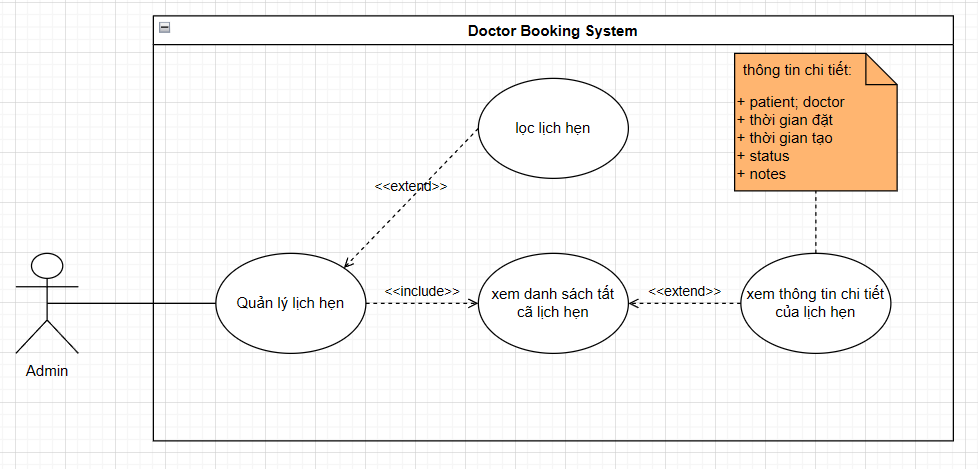 Doctor Booking System
thông tin chi tiết:
+ patient; doctor
+ thời gian đặt
+ thời gian tạo
+ status
+ notes
lọc lịch hẹn
<<extend>>
Quản lý lịch hẹn
<<include>>
xem danh sách tất
cã lịch hẹn
<<extend>>
xem thông tin chi tiết
của lịch hẹn
Admin